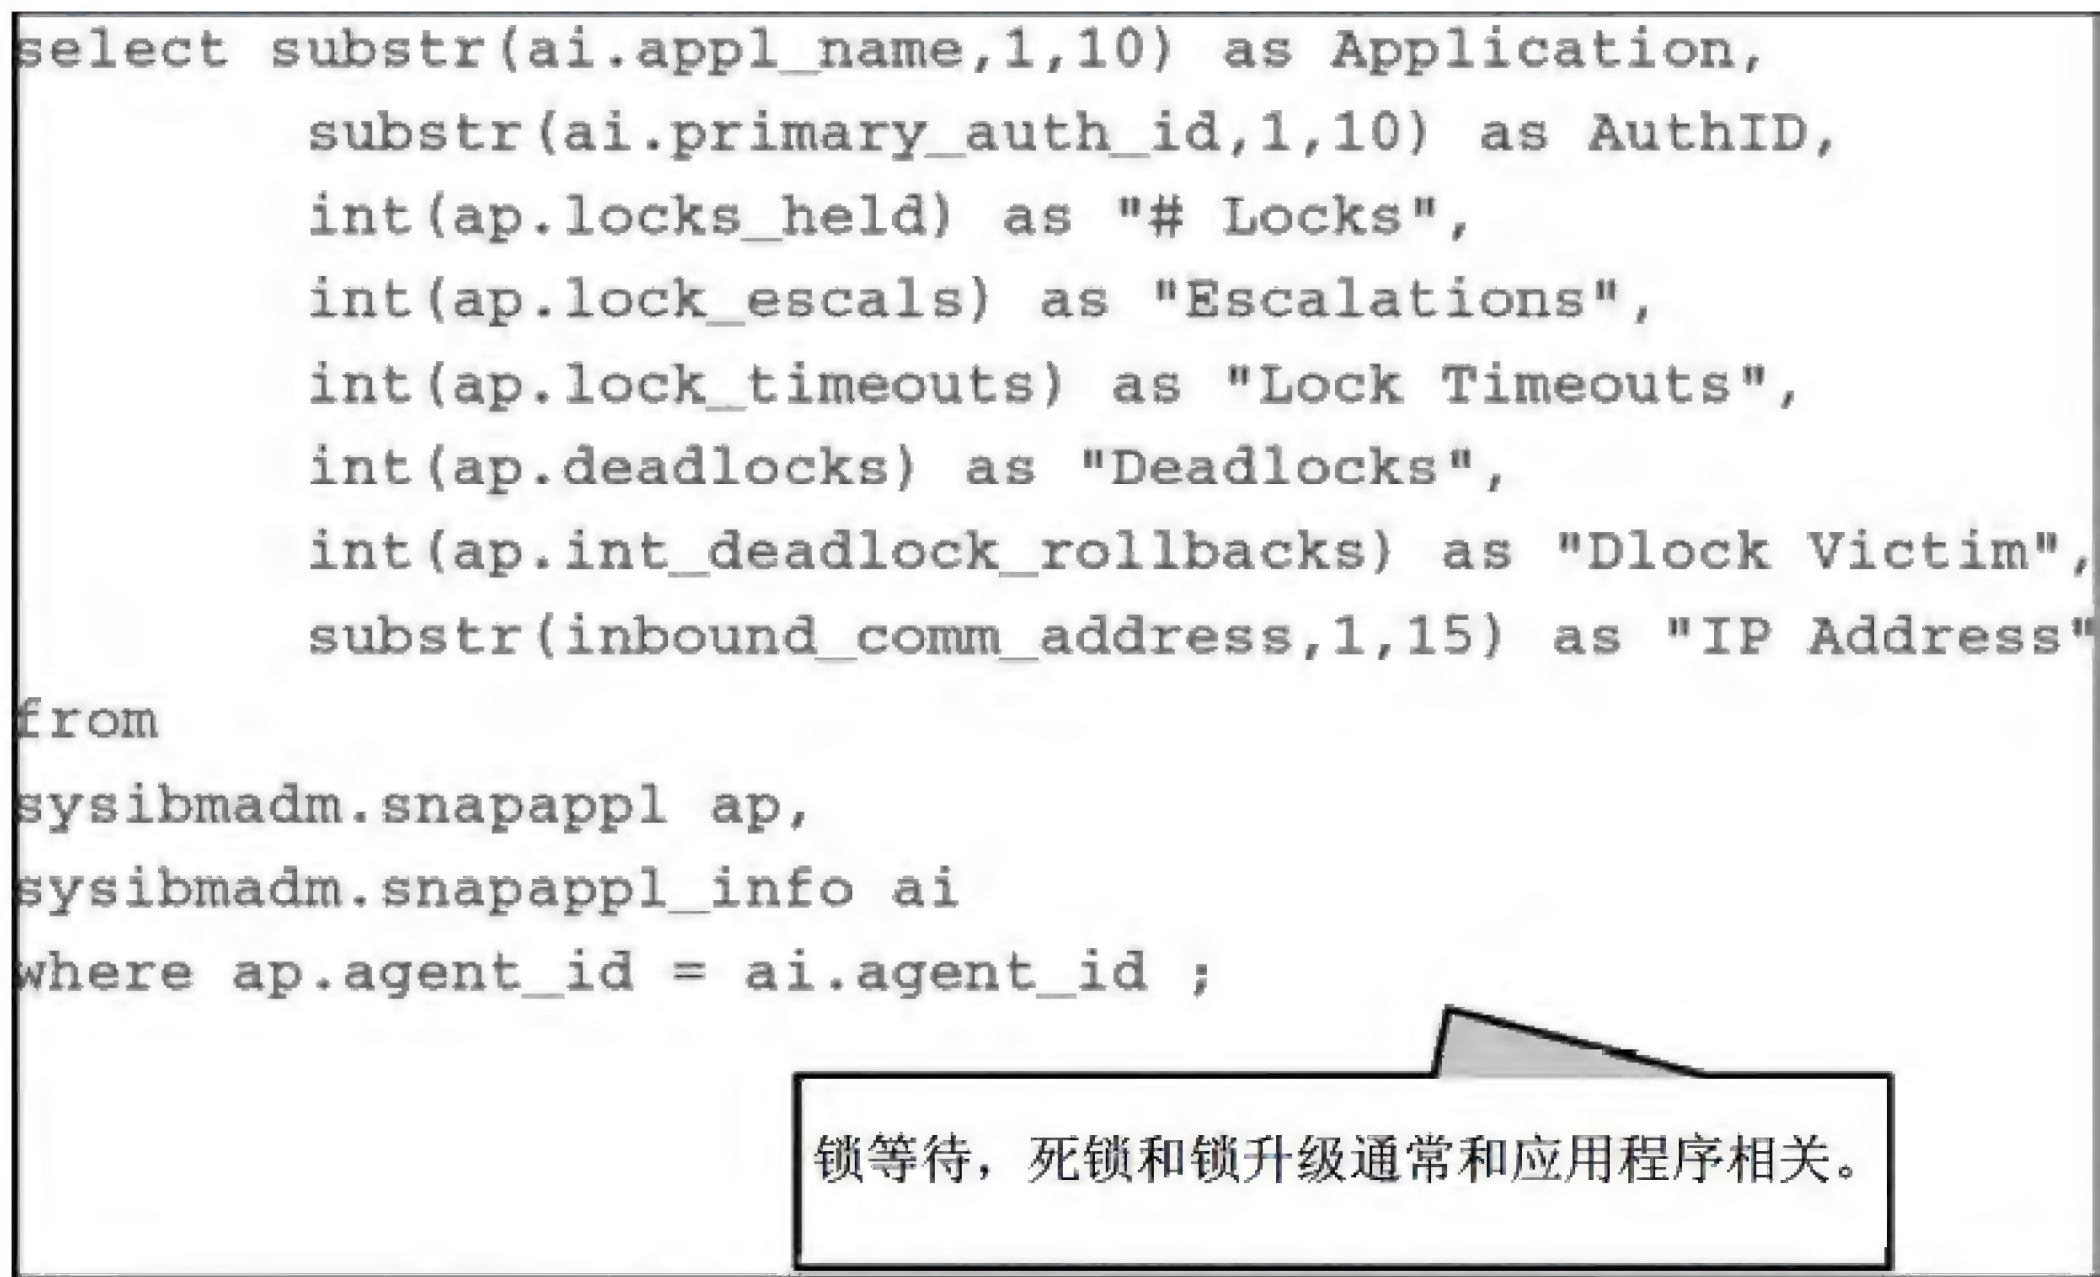 select substr(ai.appl_name,1,10) as Application,
substr(ai.primary_auth_id,1,10) as AuthID,
int(ap.locks_held) as "# Locks",
int(ap.lock_escals) as "Escalations",
int(ap.lock_timeouts) as "Lock Timeouts",
int(ap.deadlocks) as "Deadlocks",
int(ap.int_deadlock_rollbacks) as "Dlock Victim",
substr(inbound_comm_address,1,15) as "IP Address"
from
sysibmadm.snapappl ap,
sysibmadm.snapappl_info ai
where ap.agent_id = ai.agent_id ;
锁等待，死锁和锁升级通常和应用程序相关。